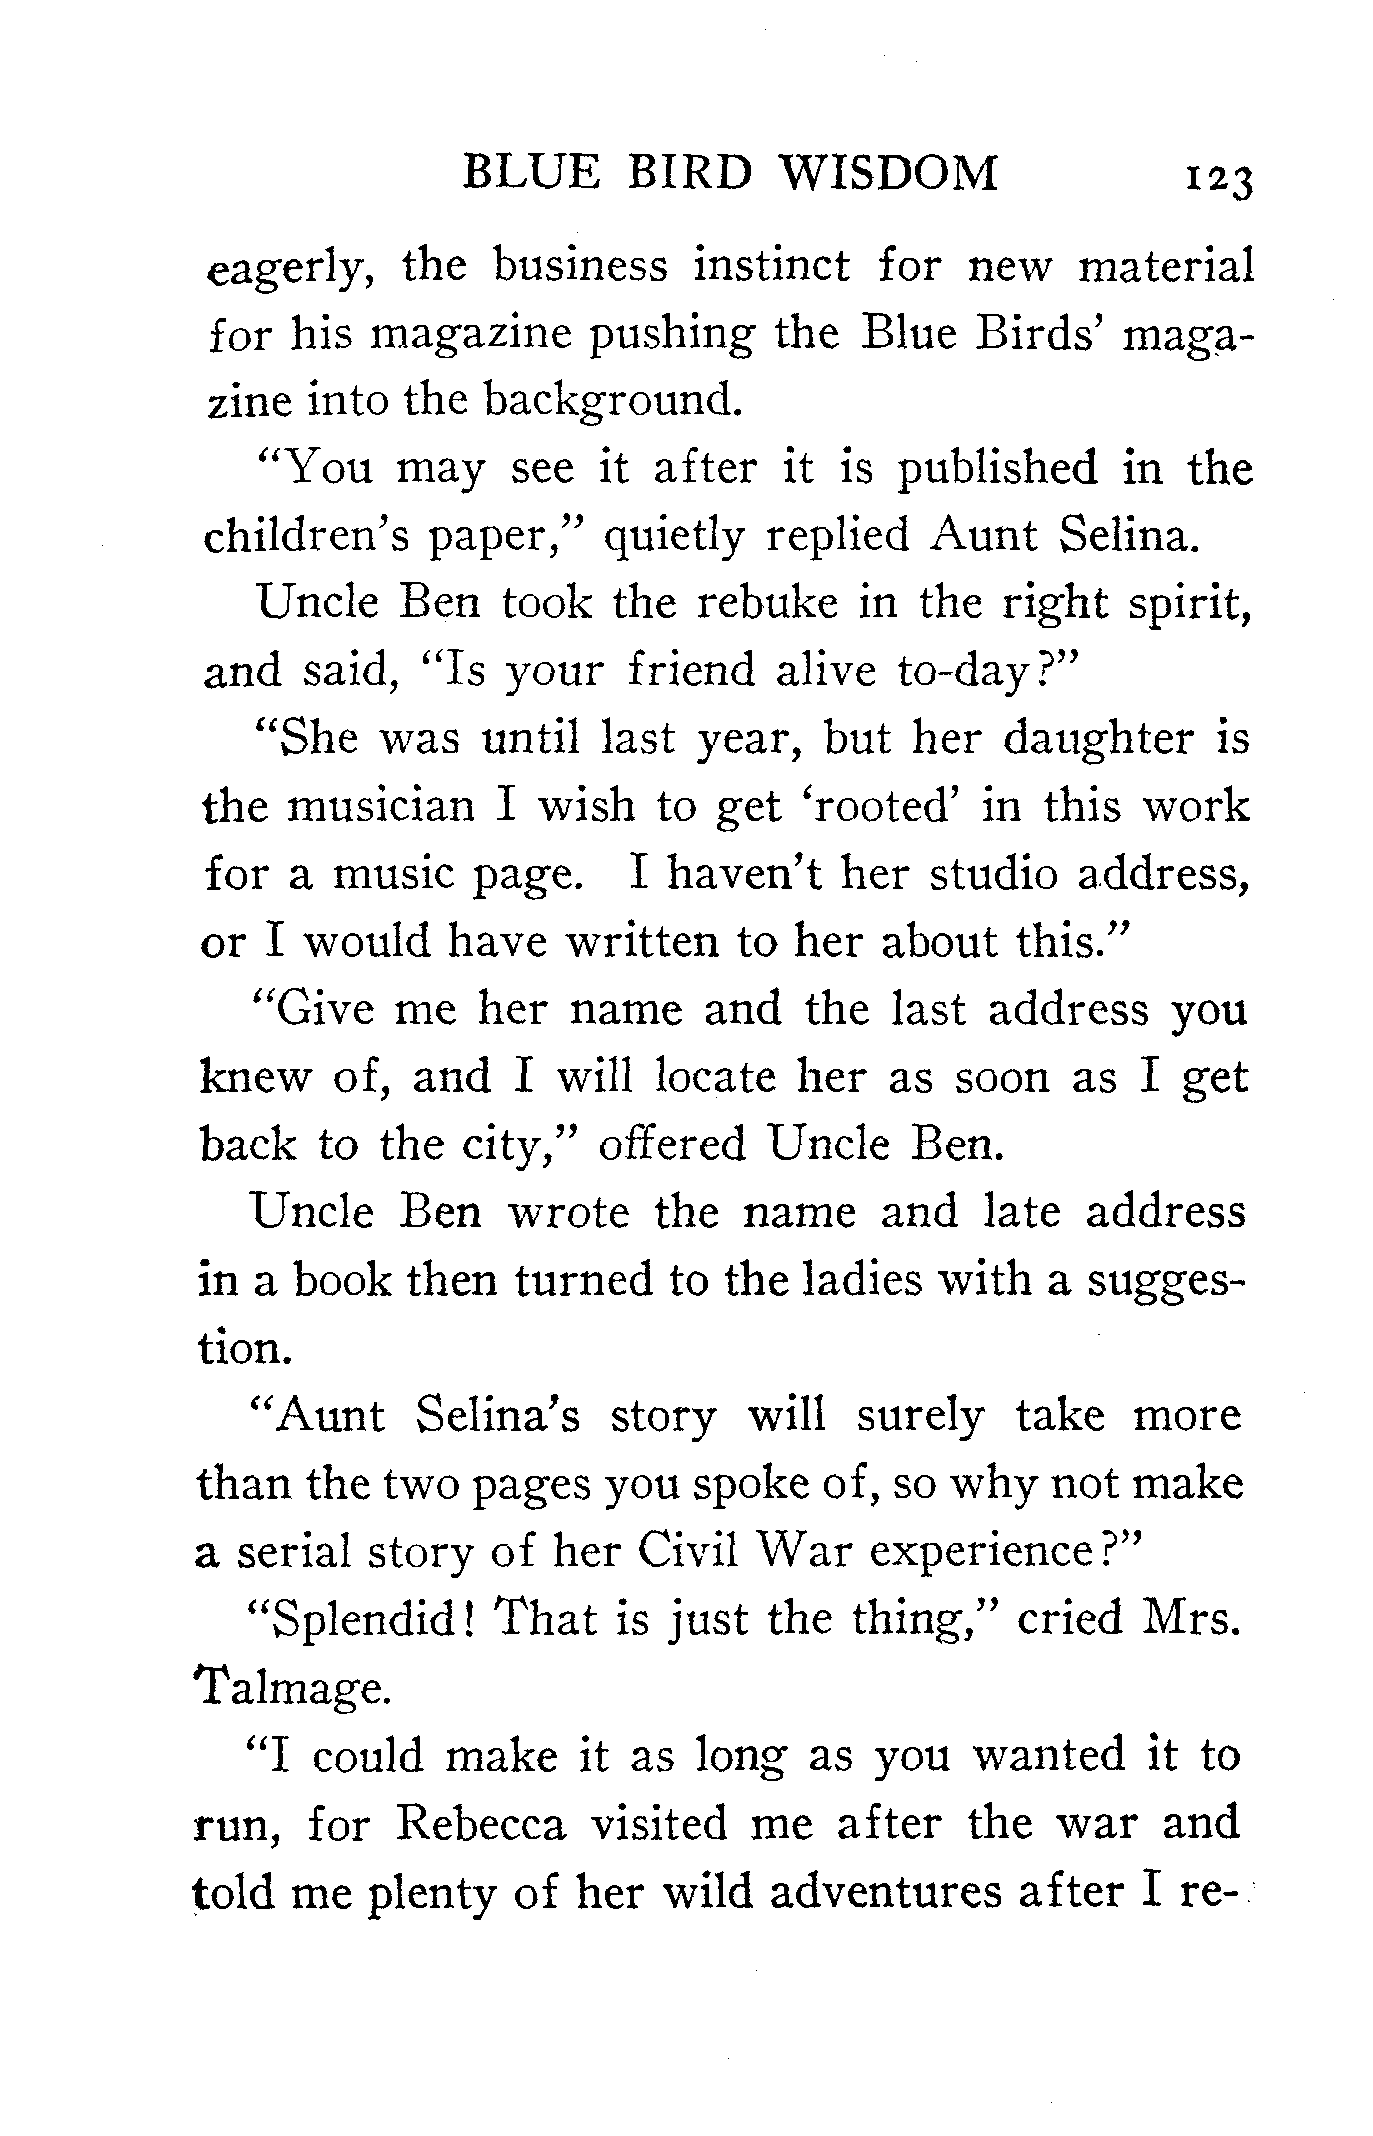 BLUE BIRD WISDOM 123
eagerly, the business instinct for new material
for his magazine pushing the Blue Birds' maga-
zine into the background.
"You may see it after it is published in the
children's paper," quietly replied Aunt Selina.
Uncle Ben took the rebuke in the right spirit,
and said, "Is your friend alive to-day?"
"She was until last year, but her daughter is
the musician I wish to get 'rooted' in this work
for a music page. I haven't her studio address,
or I would have written to her about this."
"Give me her name and the last address you
knew of, and I will locate her as soon as I get
back to the city," offered Uncle Ben.
Uncle Ben wrote the name and late address
in a book then turned to the ladies with a sugges-
tion.
"Aunt Selina's story will surely take more
than the two pages you spoke of, so why not make
a serial story of her Civil War experience?"
"Splendid! That is just the thing," cried Mrs.
Talmage.
"I could make it as long as you wanted it to
run, for Rebecca visited me after the war and
told me plenty of her wild adventures after I re-